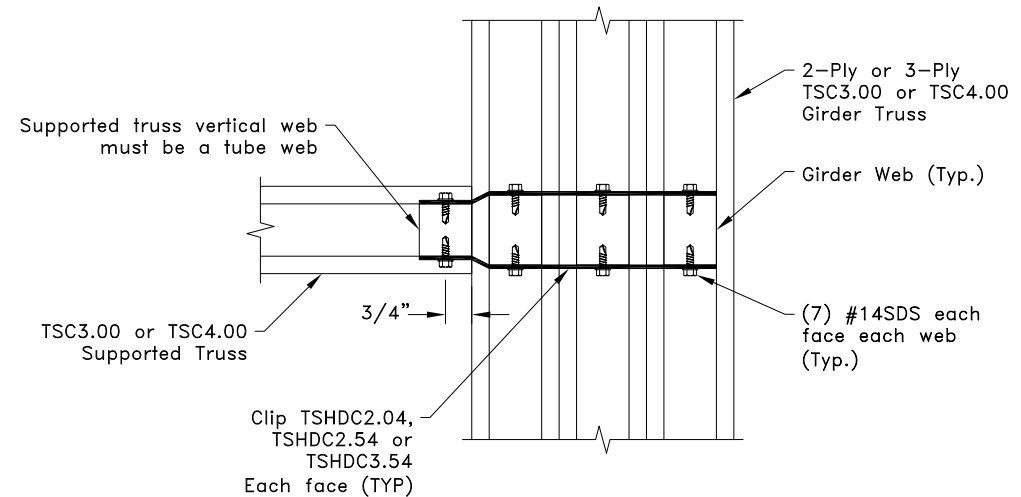 2-Ply or 3-Ply
TSC3.00 or TSC4.00
Girder Truss
Supported truss vertical web
must be a tube web
Girder Web (Typ.)
3/4"
TSC3.00 or TSC4.00
Supported Truss
(7) #14SDS each
face each web
(Typ.)
Clip TSHDC2.04,
TSHDC2.54 or
TSHDC3.54
Each face (TYP)